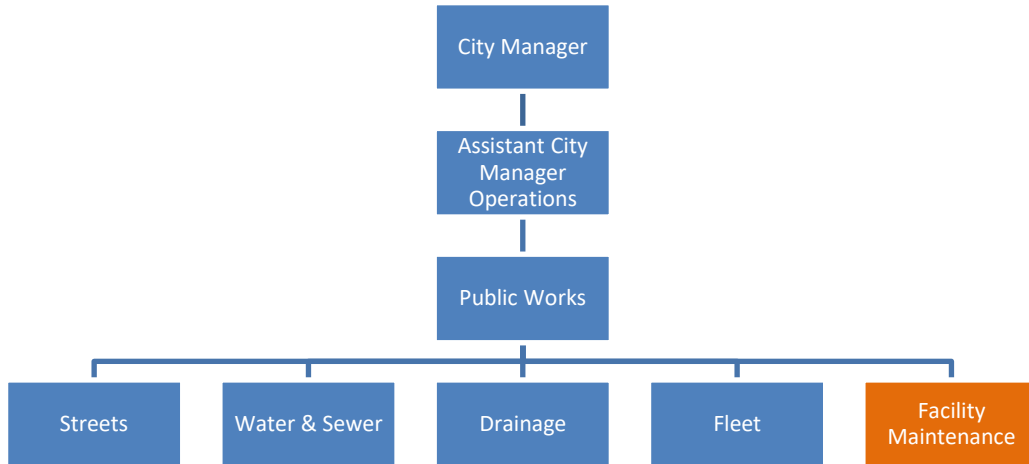 City Manager
Assistant City
Manager
Operations
Public Works
Streets
Water & Sewer
Drainage
Fleet
Facility
Maintenance